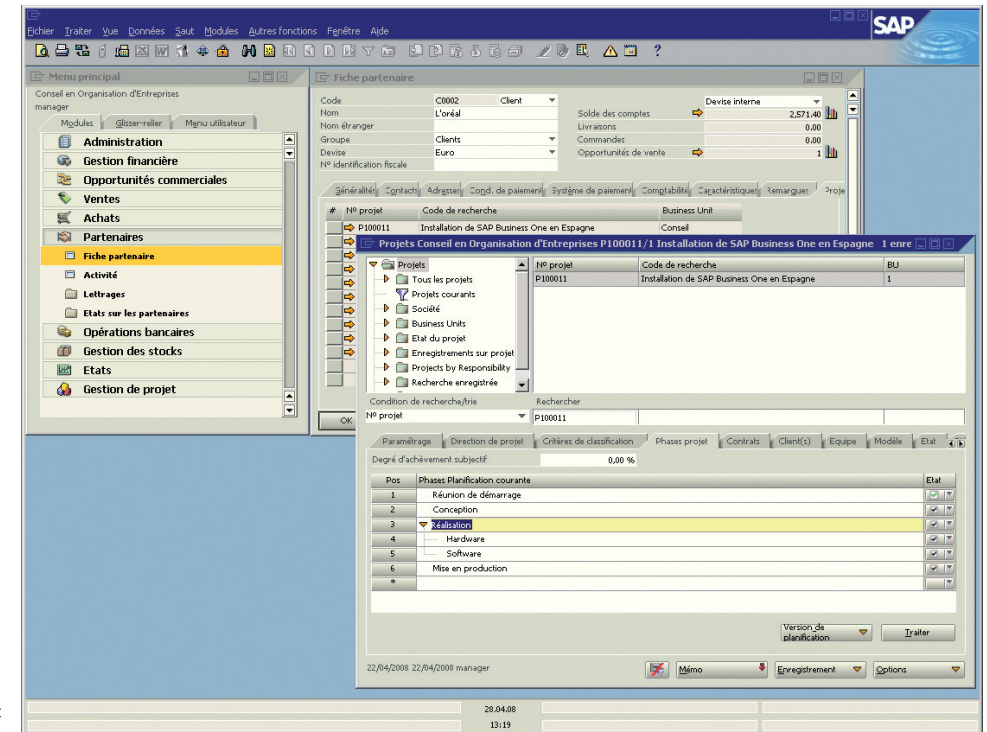 SAP
Fichier Traiter Vue Données Saut Modules Autres fonctions Fenêtre Aide
Menu principal
Conseil en Organisation d'Entreprises
manager
Modules Glisser-relier Menu utilisateur
Administration
Gestion financière
Opportunités commerciales
Ventes
Achats
Partenaires
Fiche partenaire
Activité
Lettrages
Etats sur les partenaires
Opérations bancaires
Gestion des stocks
Etats
Gestion de projet
Fiche partenaire
Code C0002 Client Devise interne
Nom L'oréal Solde des comptes 2,571.40
Nom étranger Livraisons 0.00
Groupe Clients Commandes 0.00
Devise Euro Opportunités de vente 1
N° identification fiscale
Généralités Contacts Adresses Cond. de paiement Système de paiement Comptabilité Caractéristiques Remarques Proje
# N° projet Code de recherche Business Unit
P100011 Installation de SAP Business One en Espagne Conseil
OK
Projets Conseil en Organisation d'Entreprises P100011/1 Installation de SAP Business One en Espagne 1 enre
Projets
Tous les projets
Projets courants
Société
Business Units
Etat du projet
Enregistrements sur projet
Projects by Responsibility
Recherche enregistrée
N° projet Code de recherche BU
P100011 Installation de SAP Business One en Espagne 1
Condition de recherche/trie Rechercher
N° projet P100011
Paramétrage Direction de projet Critères de classification Phases projet Contrats Client(s) Equipe Modèle Etat
Degré d'achèvement subjectif 0,00 %
Pos Phases Planification courante Etat
1 Réunion de démarrage
2 Conception
3 Réalisation
4 Hardware
5 Software
6 Mise en production
*
Version de planification Traiter
22/04/2008 22/04/2008 manager Mémo Enregistrement Options
28.04.08
13:19